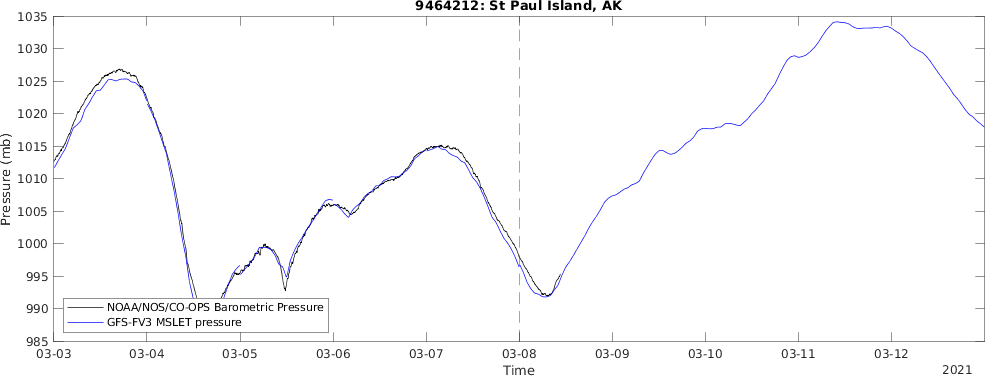 9464212: St Paul Island, AK
1035
1030
1025
1020
1015
1010
1005
1000
995
990
985
Pressure (mb)
NOAA/NOS/CO-OPS Barometric Pressure
GFS-FV3 MSLET pressure
03-03 03-04 03-05 03-06 03-07 03-08 03-09 03-10 03-11 03-12
Time
2021